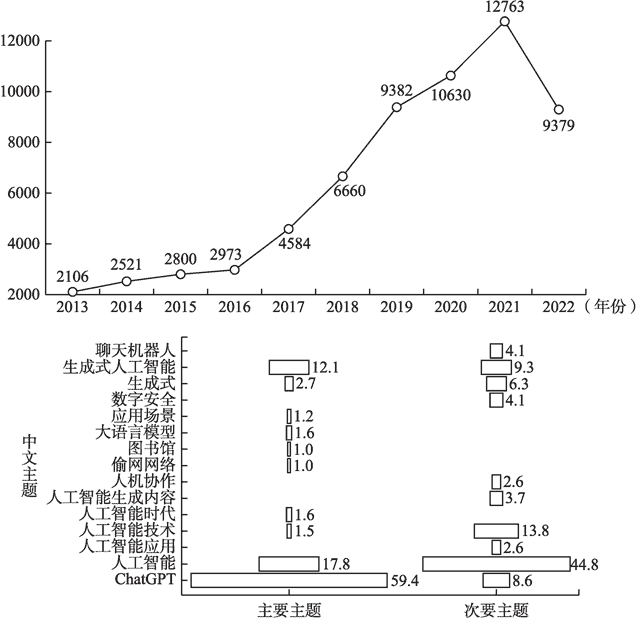 12763
12000
10000
9382
10630
9379
8000
6000
6660
4000
4584
2106 2521 2800 2973
2000
2013 2014 2015 2016 2017 2018 2019 2020 2021 2022 (年份)
中文主题
聊天机器人 4.1
生成式人工智能 12.1 9.3
生成式 2.7 6.3
数字安全 4.1
应用场景 1.2
大语言模型 1.6
图书馆 1.0
偷网网络 1.0
人机协作 2.6
人工智能生成内容 3.7
人工智能时代 1.6
人工智能技术 1.5 13.8
人工智能应用 2.6
人工智能 17.8 44.8
ChatGPT 59.4 8.6
主要主题 次要主题